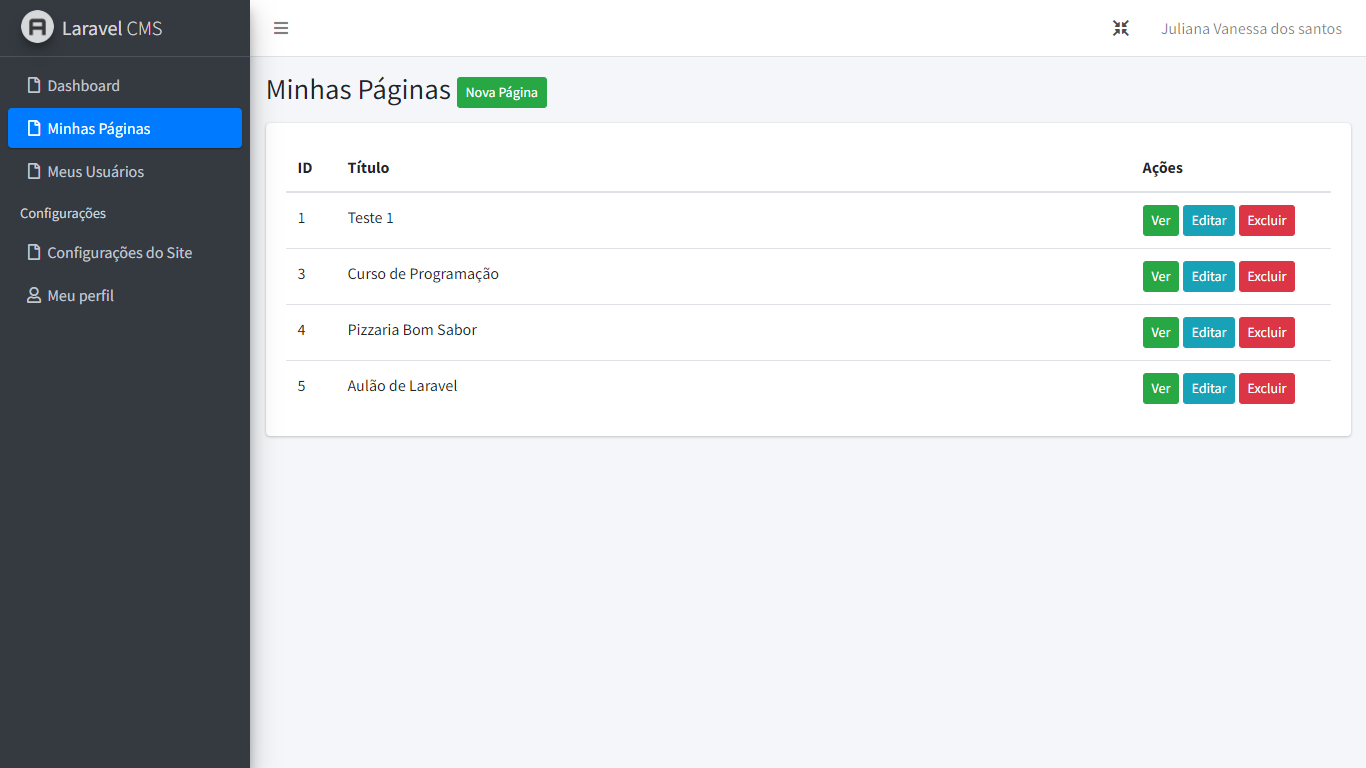 Laravel CMS
Juliana Vanessa dos santos
Dashboard
Minhas Páginas
Meus Usuários
Configurações
Configurações do Site
Meu perfil
Minhas Páginas Nova Página
ID Título Ações
1 Teste 1 Ver Editar Excluir
3 Curso de Programação Ver Editar Excluir
4 Pizzaria Bom Sabor Ver Editar Excluir
5 Aulão de Laravel Ver Editar Excluir